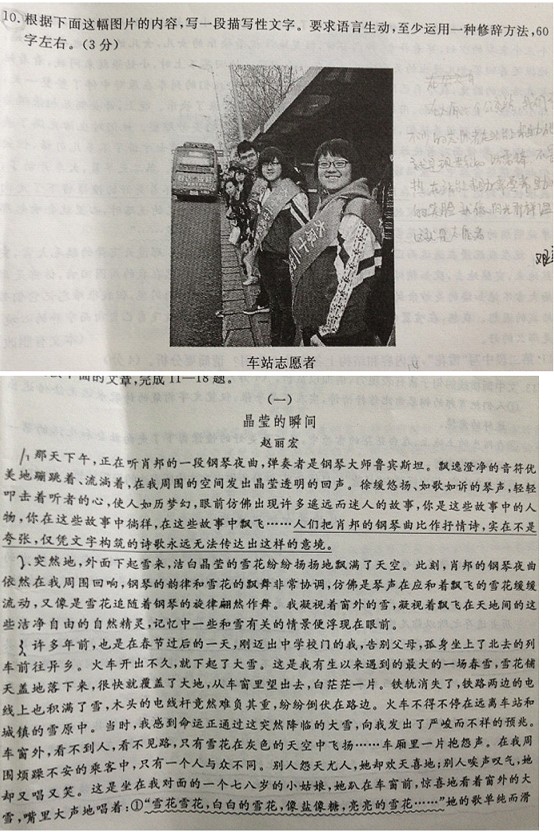 10.根据下面这幅图片的内容,写一段描写性文字。要求语言生动,至少运用一种修辞方法,60
字左右。(3分)
车站志愿者
面的文章,完成11—18题。
(一)
晶莹的瞬间
赵丽宏
那天下午,正在听肖邦的一段钢琴夜曲,弹奏者是钢琴大师鲁宾斯坦。飘逸澄净的音符优
美地蹦跳着、流淌着,在我周围的空间发出晶莹透明的回声。徐缓悠扬、如歌如诉的琴声,轻轻
叩击着听者的心,使人如历梦幻,眼前仿佛出现许多遥远而迷人的故事,你是这些故事中的人
物,你在这些故事中徜徉,在这些故事中飘飞……人们把肖邦的钢琴曲比作抒情诗,实在不是
夸张,仅凭文字构筑的诗歌永远无法传达出这样的意境。
突然地,外面下起雪来,洁白晶莹的雪花纷纷扬扬地飘满了天空。此刻,肖邦的钢琴夜曲
依然在我周围回响,钢琴的韵律和雪花的飘舞非常协调,仿佛是琴声在应和着飘飞的雪花缓缓
流动,又像是雪花追随着钢琴的旋律翩然作舞。我凝视着窗外的雪,凝视着飘飞在天地间的这
些洁净自由的自然精灵,记忆中一些和雪有关的情景便浮现在眼前。
许多年前,也是在春节过后的一天,刚迈出中学校门的我,告别父母,孤身坐上了北去的列
车前往异乡。火车开出不久,就下起了大雪。这是我有生以来遇到的最大的一场春雪,雪花铺
天盖地落下来,很快就覆盖了大地,从车窗里望出去,白茫茫一片。铁轨消失了,铁路两边的电
线上也积满了雪,木头的电线杆竟然难负其重,纷纷倒伏在路边。火车不得不停在远离车站和
城镇的雪原中。当时,我感到命运正通过这突然降临的大雪,向我发出了严峻而不祥的预兆。
车窗外,看不到人,看不见路,只有雪花在灰色的天空中飞扬……车厢里一片抱怨声。在我周
围烦躁不安的乘客中,只有一个人与众不同。别人怨天尤人,她却欢天喜地;别人唉声叹气,她
却又唱又笑。这是坐在我对面的一个七八岁的小姑娘,她趴在车窗前,惊喜地看着窗外的大
雪,嘴里大声地唱着:①“雪花雪花,白白的雪花,像盐像糖,亮亮的雪花……”她的歌单纯而滑